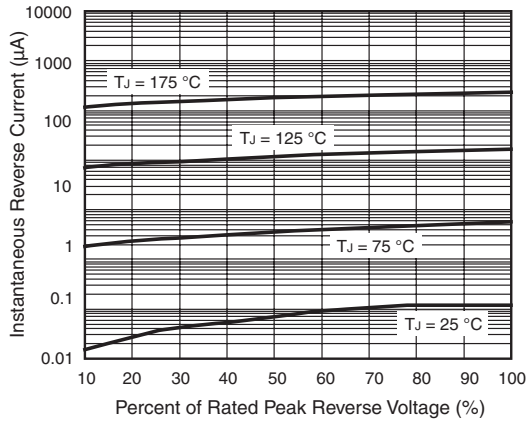 10000
1000
100
10
1
0.1
0.01
Instantaneous Reverse Current (µA)
TJ = 175 °C
TJ = 125 °C
TJ = 75 °C
TJ = 25 °C
10 20 30 40 50 60 70 80 90 100
Percent of Rated Peak Reverse Voltage (%)